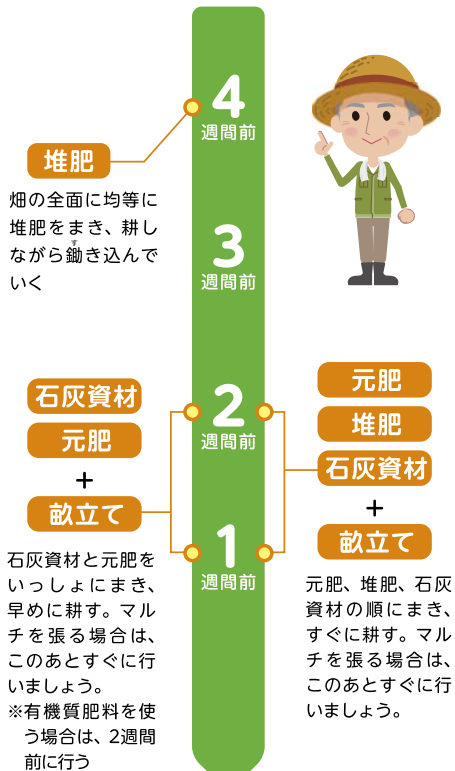 4
週間前
堆肥
畑の全面に均等に
堆肥をまき、耕し
ながら鋤き込んで
す
いく
3
週間前
2
週間前
1
週間前
石灰資材
元肥
+
畝立て
石灰資材と元肥を
いっしょにまき、
早めに耕す。マル
チを張る場合は、
このあとすぐに行
いましょう。
※有機質肥料を使
う場合は、2週間
前に行う
元肥
堆肥
石灰資材
+
畝立て
元肥、堆肥、石灰
資材の順にまき、
すぐに耕す。マル
チを張る場合は、
このあとすぐに行
いましょう。